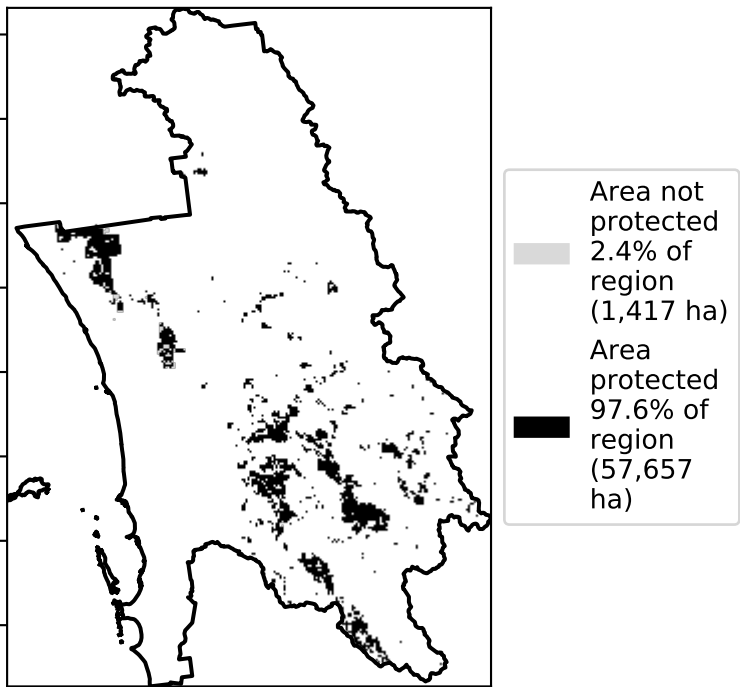 Area not
protected
2.4% of
region
(1,417 ha)
Area
protected
97.6% of
region
(57,657
ha)